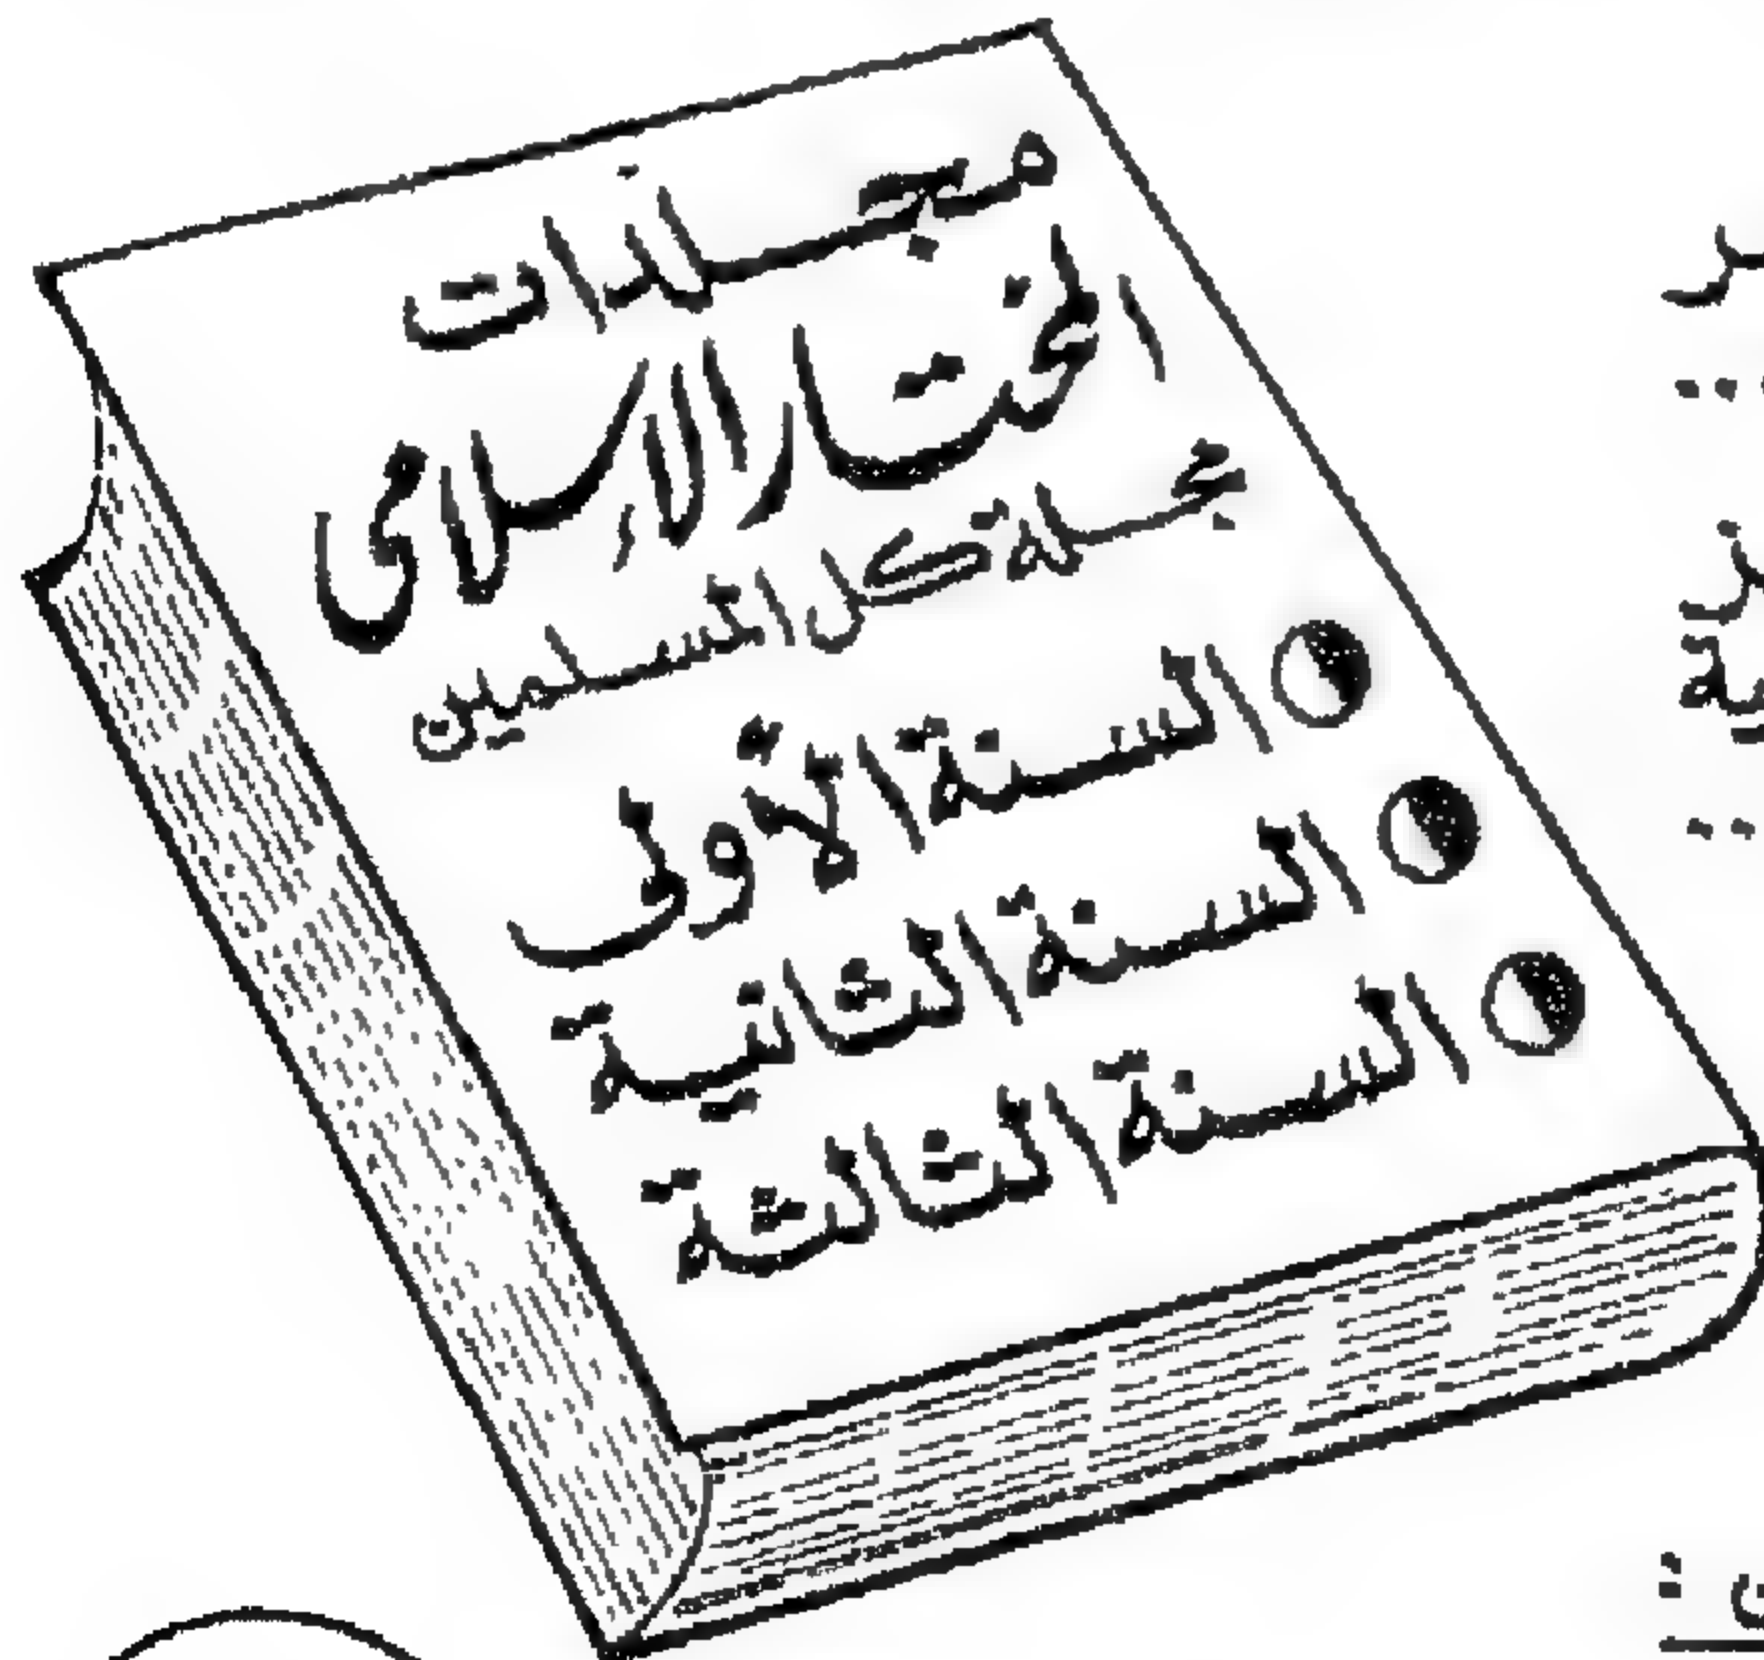 مجلدات
المختار الإسلامى
مجلة كل المسلمين
السنة الأولى
السنة الثانية
السنة الثالثة